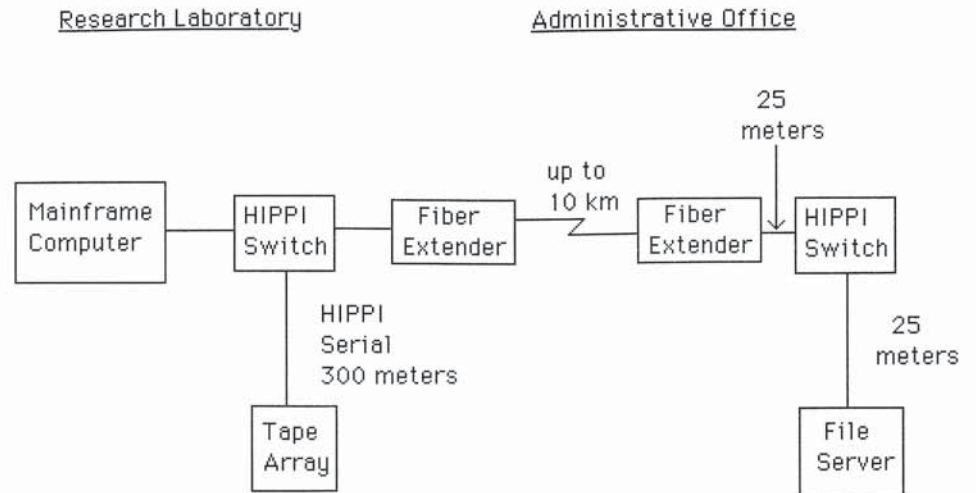 Research Laboratory
Administrative Office
25
meters
up to
10 km
Mainframe
Computer
HIPPI
Switch
Fiber
Extender
Fiber
Extender
HIPPI
Switch
HIPPI
Serial
300 meters
25
meters
Tape
Array
File
Server